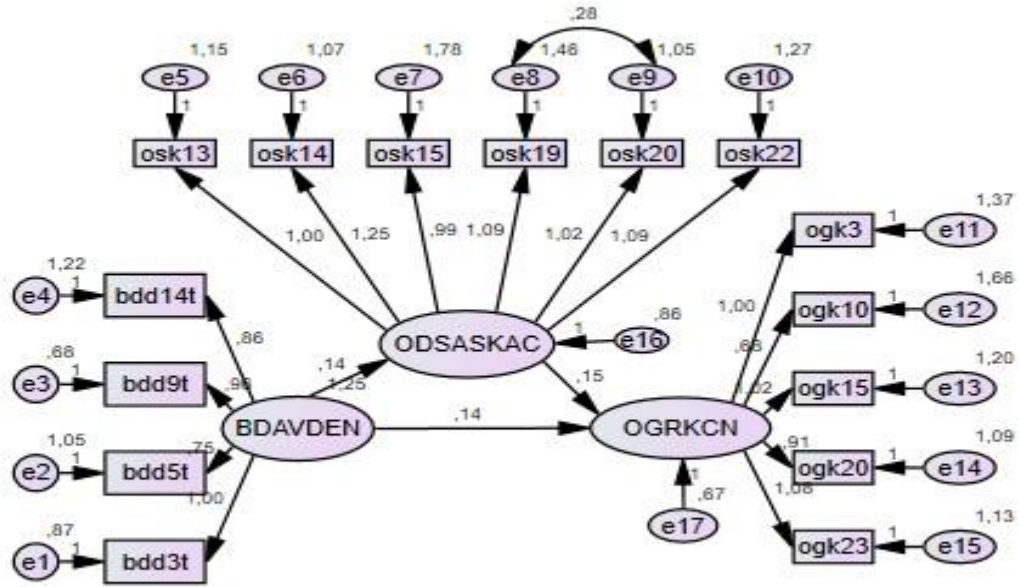 ,28
1,15 1,07 1,78 1,46 1,05 1,27
e5 e6 e7 e8 e9 e10
1 1 1 1 1 1
osk13 osk14 osk15 osk19 osk20 osk22
1,00 1,25 ,99 1,09 1,02 1,09
1,37
ogk3 1 e11
1,22
e4 1 bdd14t
1,66
1,00 ogk10 1 e12
,86 ODSASKAC 1 e16 ,86
,68
e3 1 bdd9t
,14 ,15
1,20
1,02 ogk15 1 e13
1,25
BDAVDEN ,14 OGRKCN
1,05
e2 1 bdd5t ,75
,91 1,09
ogk20 1 e14
1,00
1
,67
e17
,87
e1 1 bdd3t
1,13
ogk23 1 e15